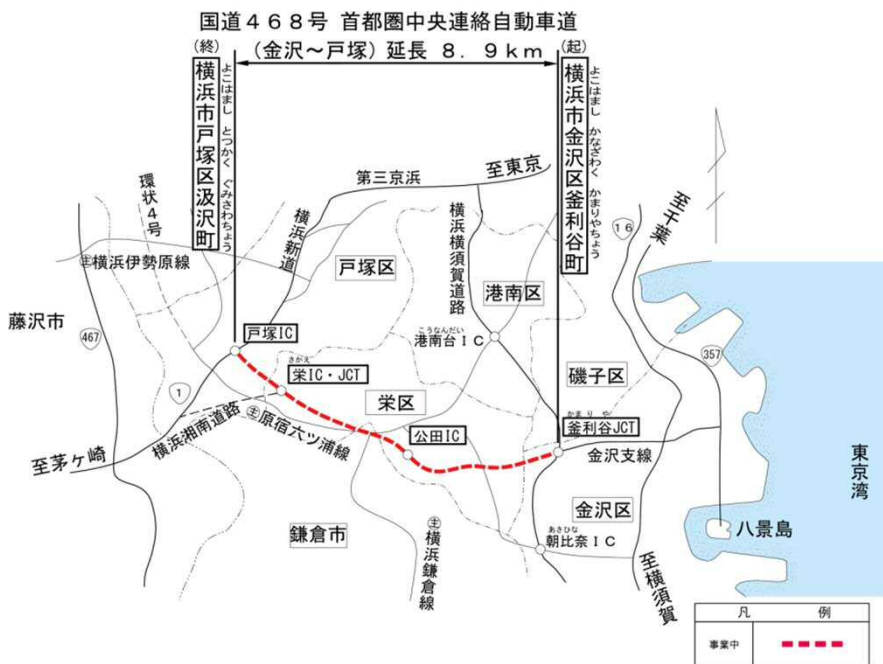 国道４６８号 首都圏中央連絡自動車道
(金沢～戸塚) 延長 ８．９ｋｍ
(終)
横浜市戸塚区汲沢町
よこはまし とつかく ぐみさわちょう
(起)
横浜市金沢区釜利谷町
よこはまし かなざわく かまりやちょう
至東京
第三京浜
環状４号
横浜新道
横浜横須賀道路
至千葉
16
㊤横浜伊勢原線
戸塚区
港南区
藤沢市
467
戸塚IC
こうなんだい
港南台ＩＣ
357
さかえ
栄IC・JCT
磯子区
1
栄区
横浜湘南道路
㊤原宿六ツ浦線
公田IC
かまりや
釜利谷JCT
金沢支線
至茅ヶ崎
東京湾
金沢区
鎌倉市
㊤横浜鎌倉線
あさひな
朝比奈ＩＣ
八景島
至横須賀
凡 例
事業中